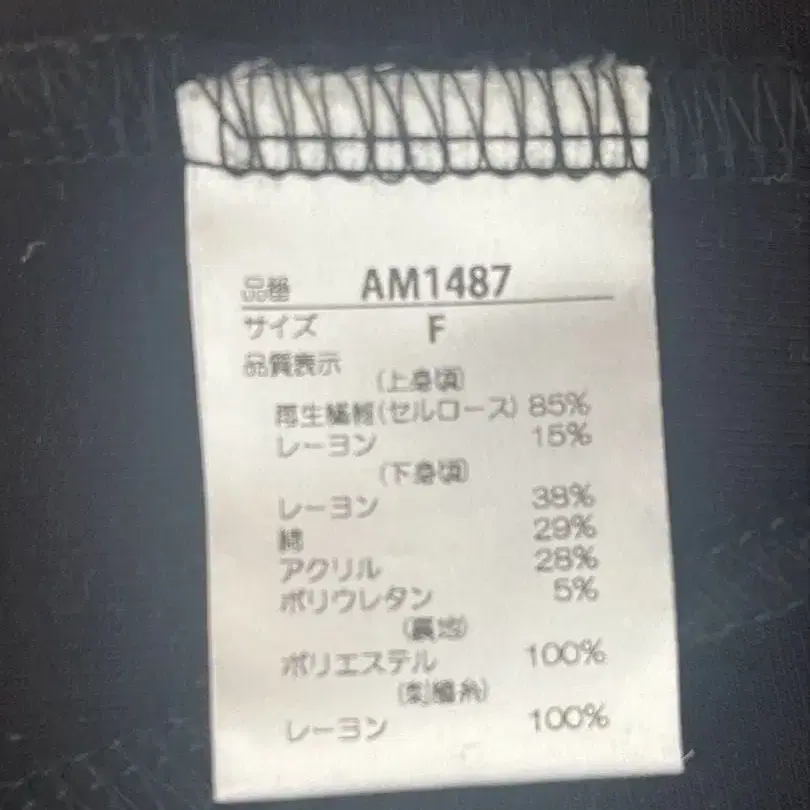 品種 AM1487
サイズ F
品質表示
(上身頃)
再生繊維(セルロース) 85%
レーヨン 15%
(下身頃)
レーヨン 38%
綿 29%
アクリル 28%
ポリウレタン 5%
(裏地)
ポリエステル 100%
(刺繍糸)
レーヨン 100%